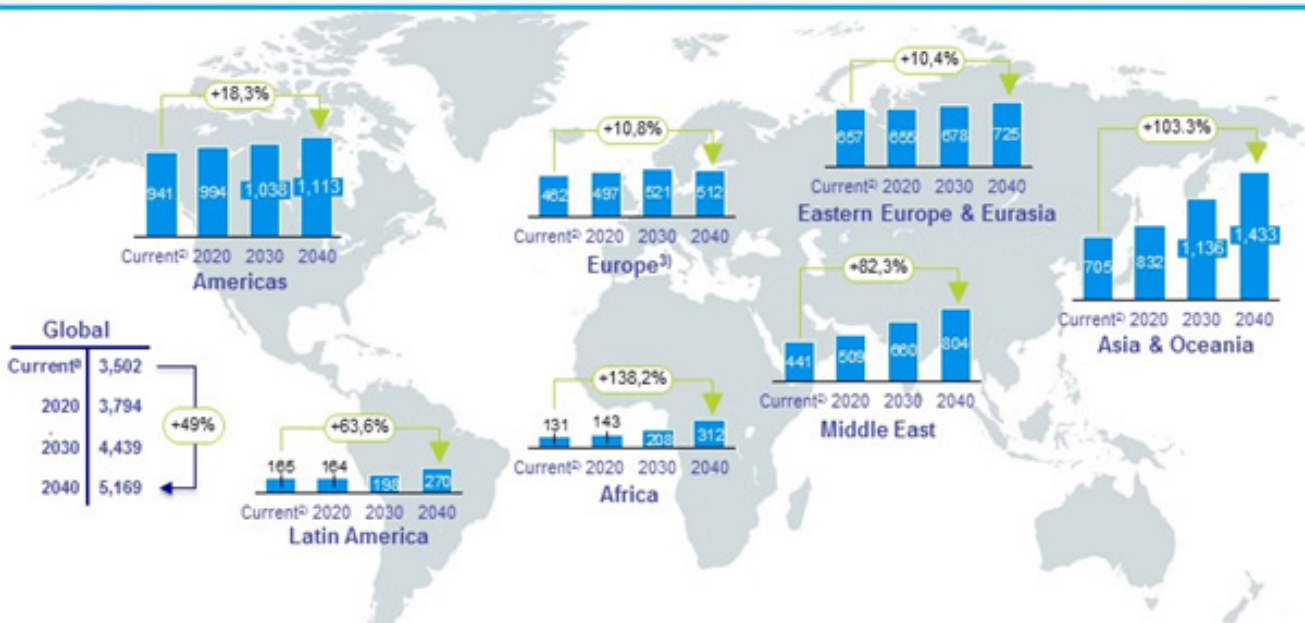 +18,3%
941 994 1,038 1,113
Current²⁾ 2020 2030 2040
Americas
+10,8%
462 497 521 512
Current²⁾ 2020 2030 2040
Europe³⁾
+10,4%
657 655 678 725
Current²⁾ 2020 2030 2040
Eastern Europe & Eurasia
+103.3%
705 832 1,136 1,433
Current²⁾ 2020 2030 2040
Asia & Oceania
+82,3%
441 509 660 804
Current²⁾ 2020 2030 2040
Middle East
Global
Current²⁾ 3,502
2020 3,794
+49%
2030 4,439
2040 5,169
+63,6%
165 164 198 270
Current²⁾ 2020 2030 2040
Latin America
+138,2%
131 143 208 312
Current²⁾ 2020 2030 2040
Africa